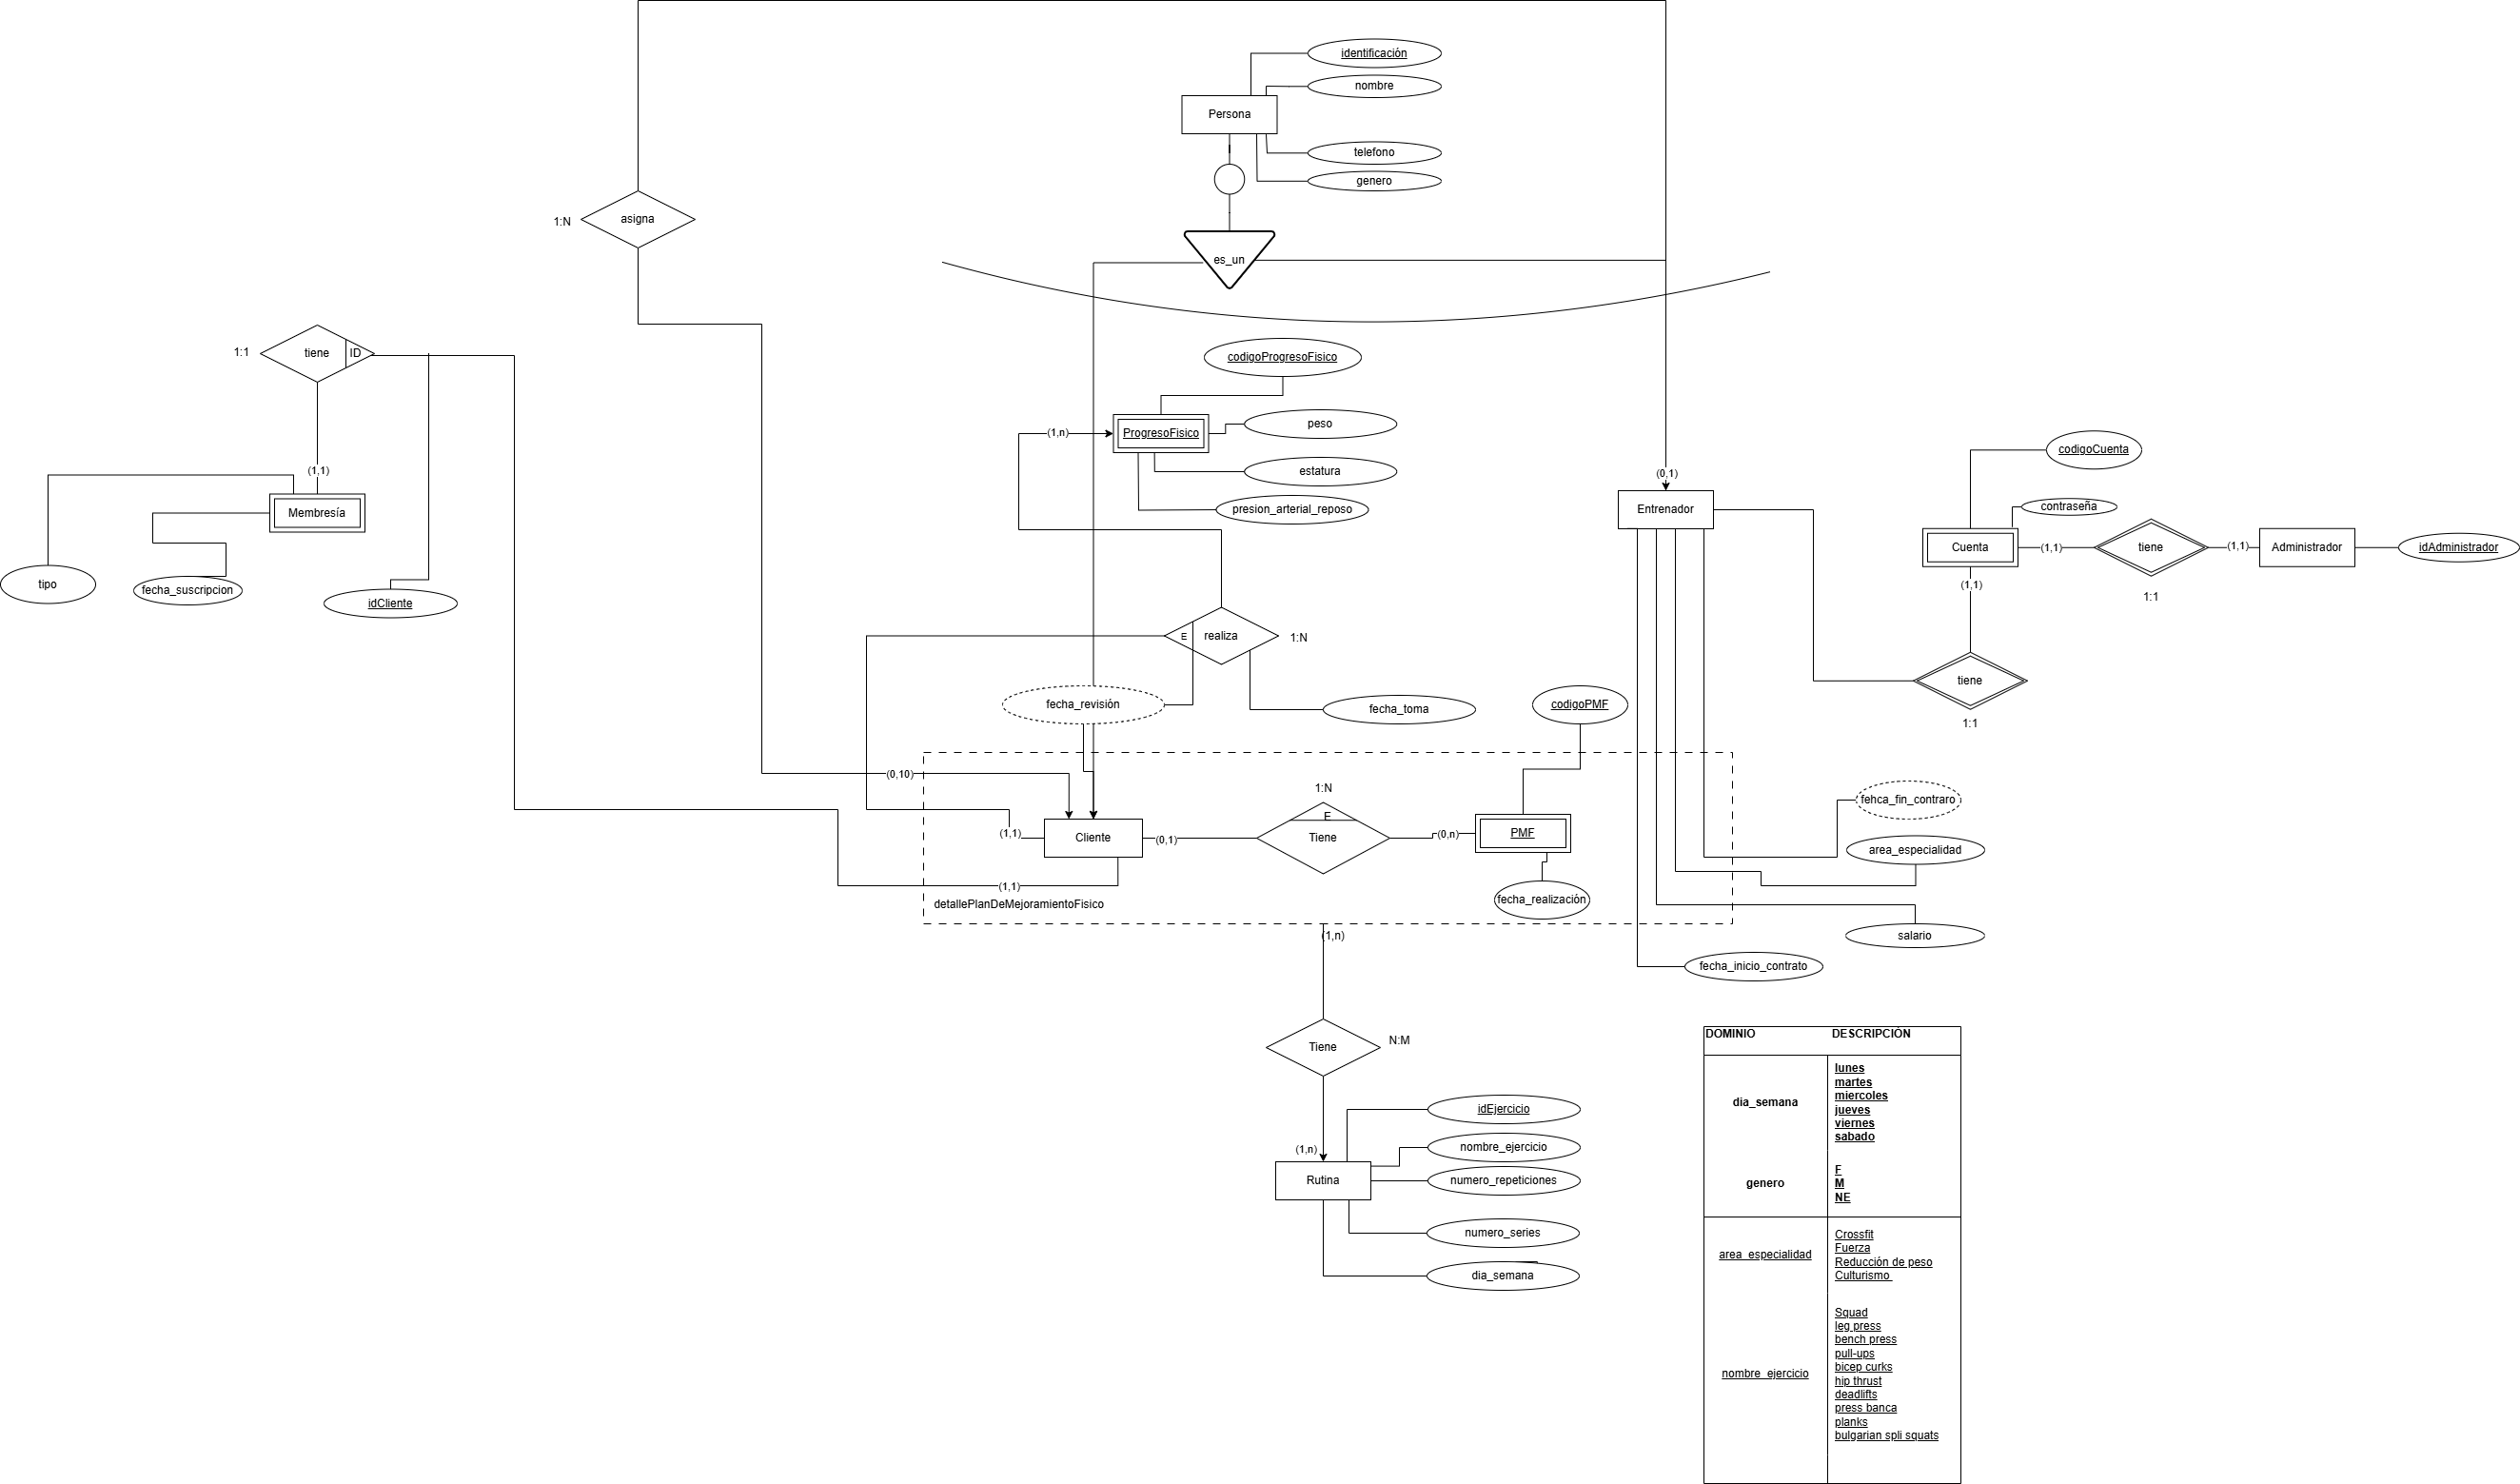 identificación
nombre
Persona
telefono
genero
asigna
1:N
es_un
tiene
ID
1:1
codigoProgresoFisico
peso
(1,n)
ProgresoFisico
estatura
presion_arterial_reposo
(1,1)
Membresía
tipo
fecha_suscripcion
idCliente
(0,1)
Entrenador
codigoCuenta
contraseña
Cuenta
(1,1)
tiene
(1,1)
Administrador
idAdministrador
(1,1)
1:1
tiene
1:1
E
realiza
1:N
fecha_revisión
fecha_toma
codigoPMF
(0,10)
1:N
fehca_fin_contraro
(1,1)
Cliente
(0,1)
E
Tiene
(0,n)
PMF
area_especialidad
(1,1)
detallePlanDeMejoramientoFisico
fecha_realización
salario
(1,n)
fecha_inicio_contrato
Tiene
N:M
idEjercicio
(1,n)
nombre_ejercicio
Rutina
numero_repeticiones
numero_series
dia_semana
DOMINIO DESCRIPCIÓN
dia_semana
lunes
martes
miercoles
jueves
viernes
sabado
genero
F
M
NE
area_especialidad
Crossfit
Fuerza
Reducción de peso
Culturismo
nombre_ejercicio
Squad
leg press
bench press
pull-ups
bicep curks
hip thrust
deadlifts
press banca
planks
bulgarian spli squats